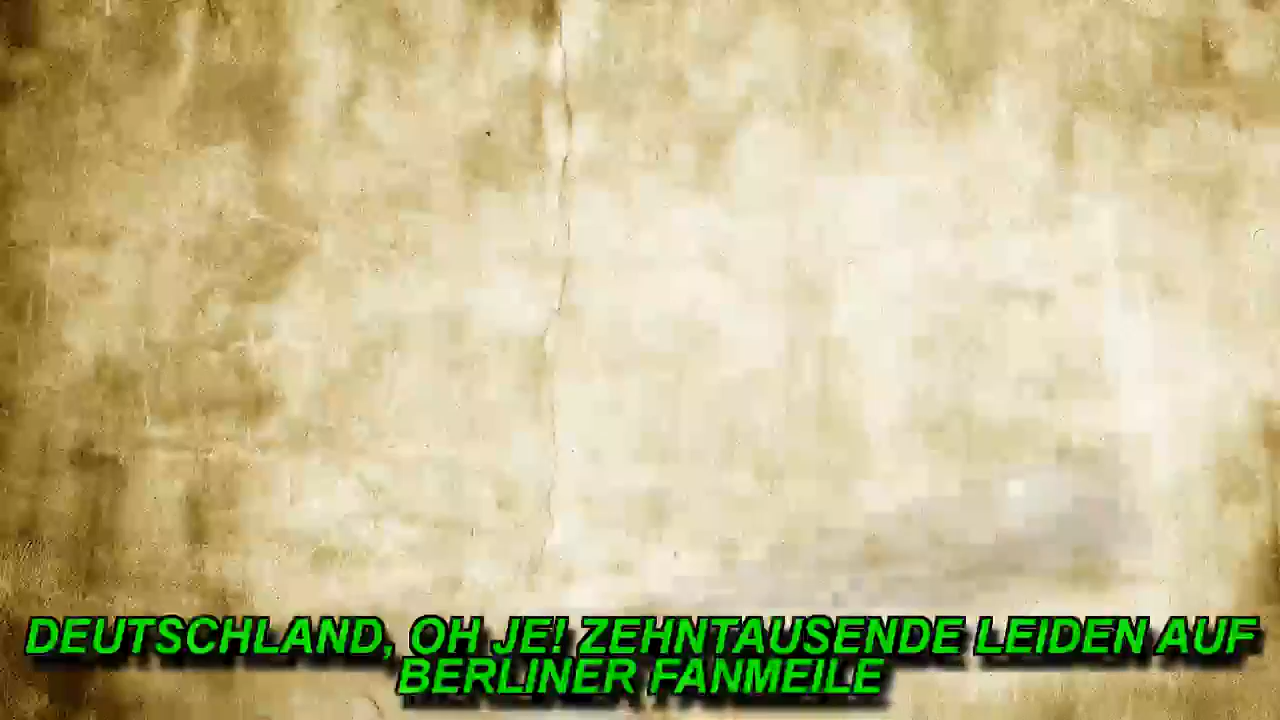 DEUTSCHLAND, OH JE! ZEHNTAUSENDE LEIDEN AUF
BERLINER FANMEILE